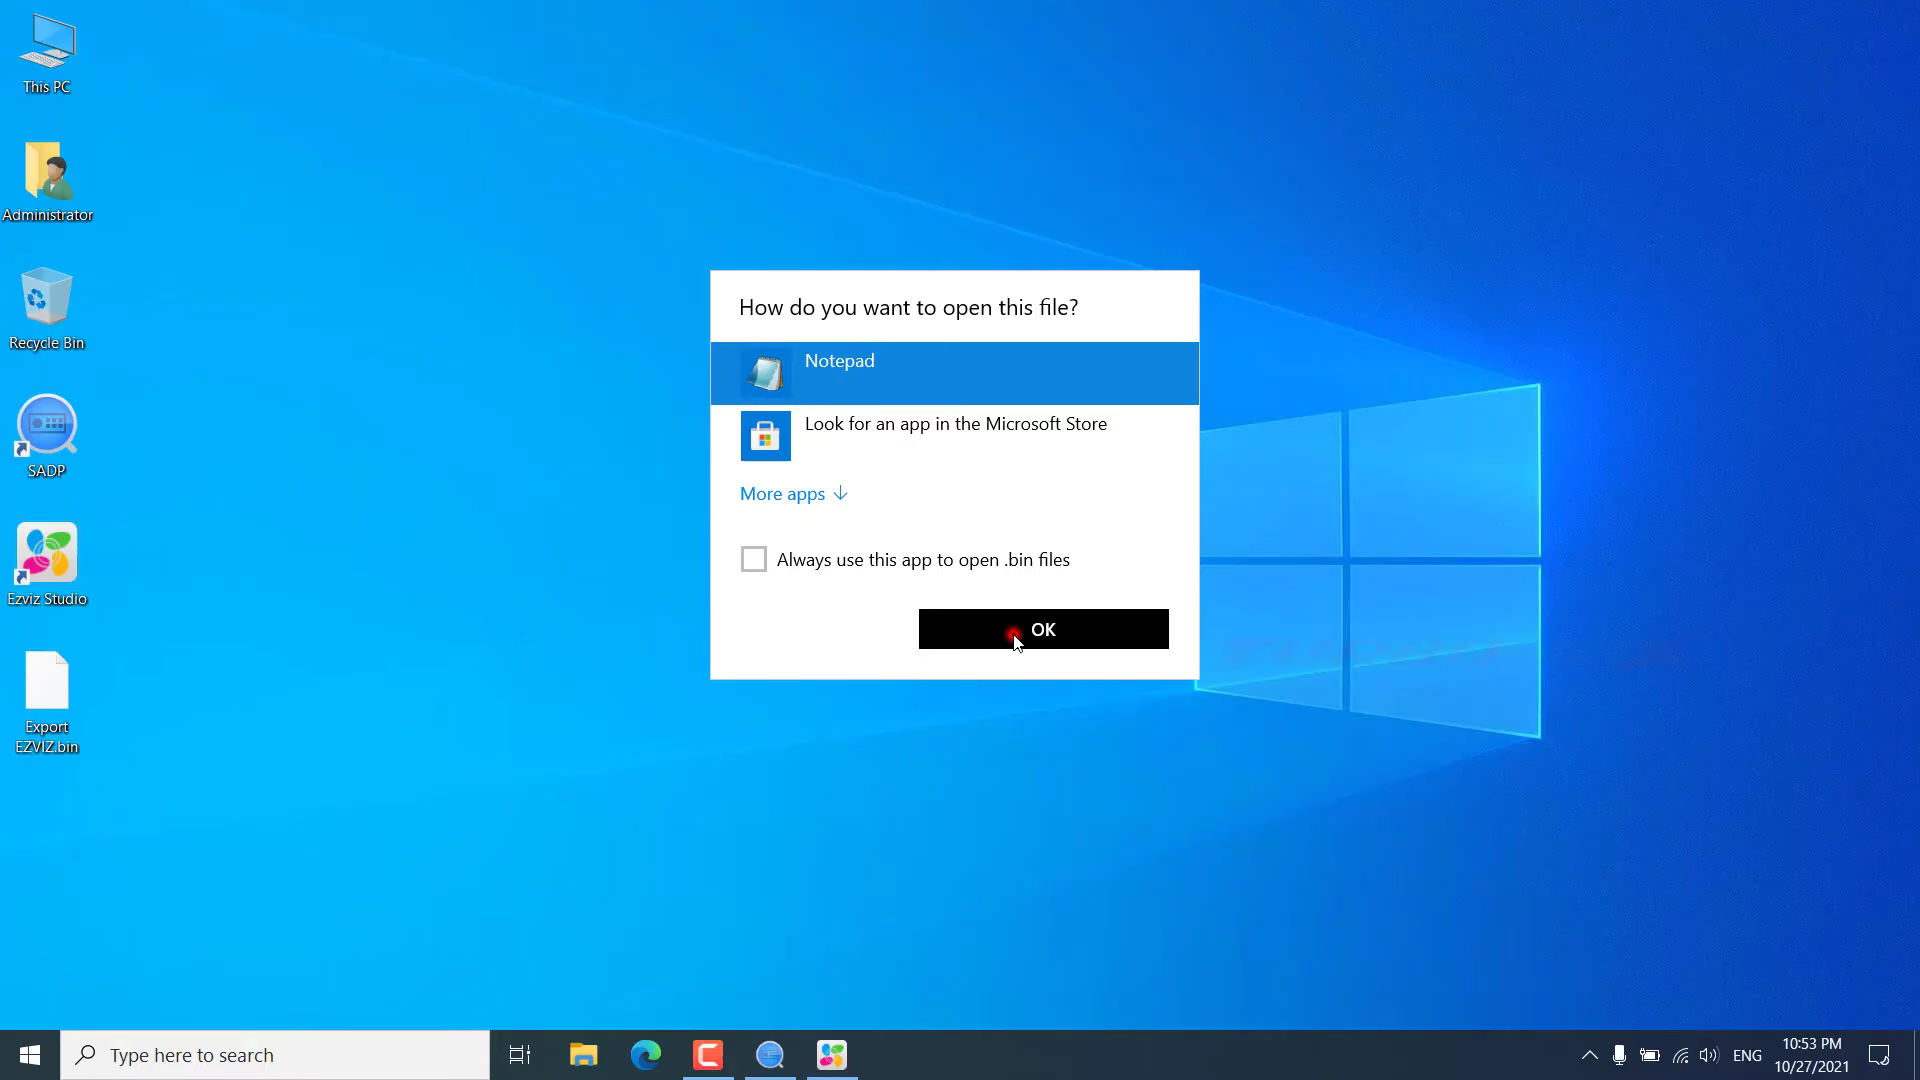 This PC
Administrator
Recycle Bin
SADP
Ezviz Studio
Export
EZVIZ.bin
How do you want to open this file?
Notepad
Look for an app in the Microsoft Store
More apps
Always use this app to open .bin files
OK
Type here to search
ENG
10:53 PM
10/27/2021